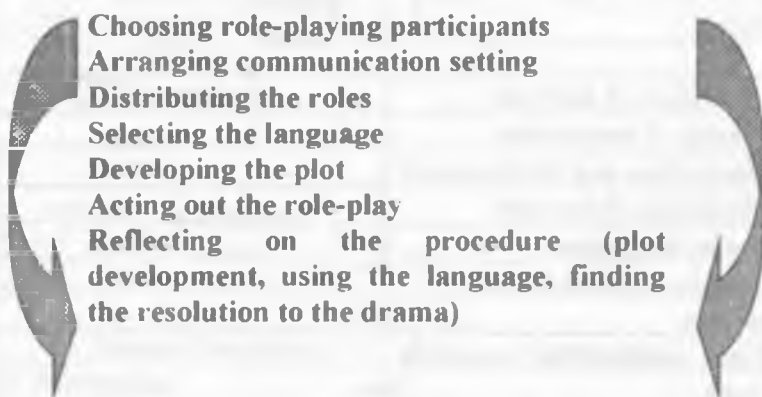 Choosing role-playing participants
Arranging communication setting
Distributing the roles
Selecting the language
Developing the plot
Acting out the role-play
Reflecting on the procedure (plot
development, using the language, finding
the resolution to the drama)